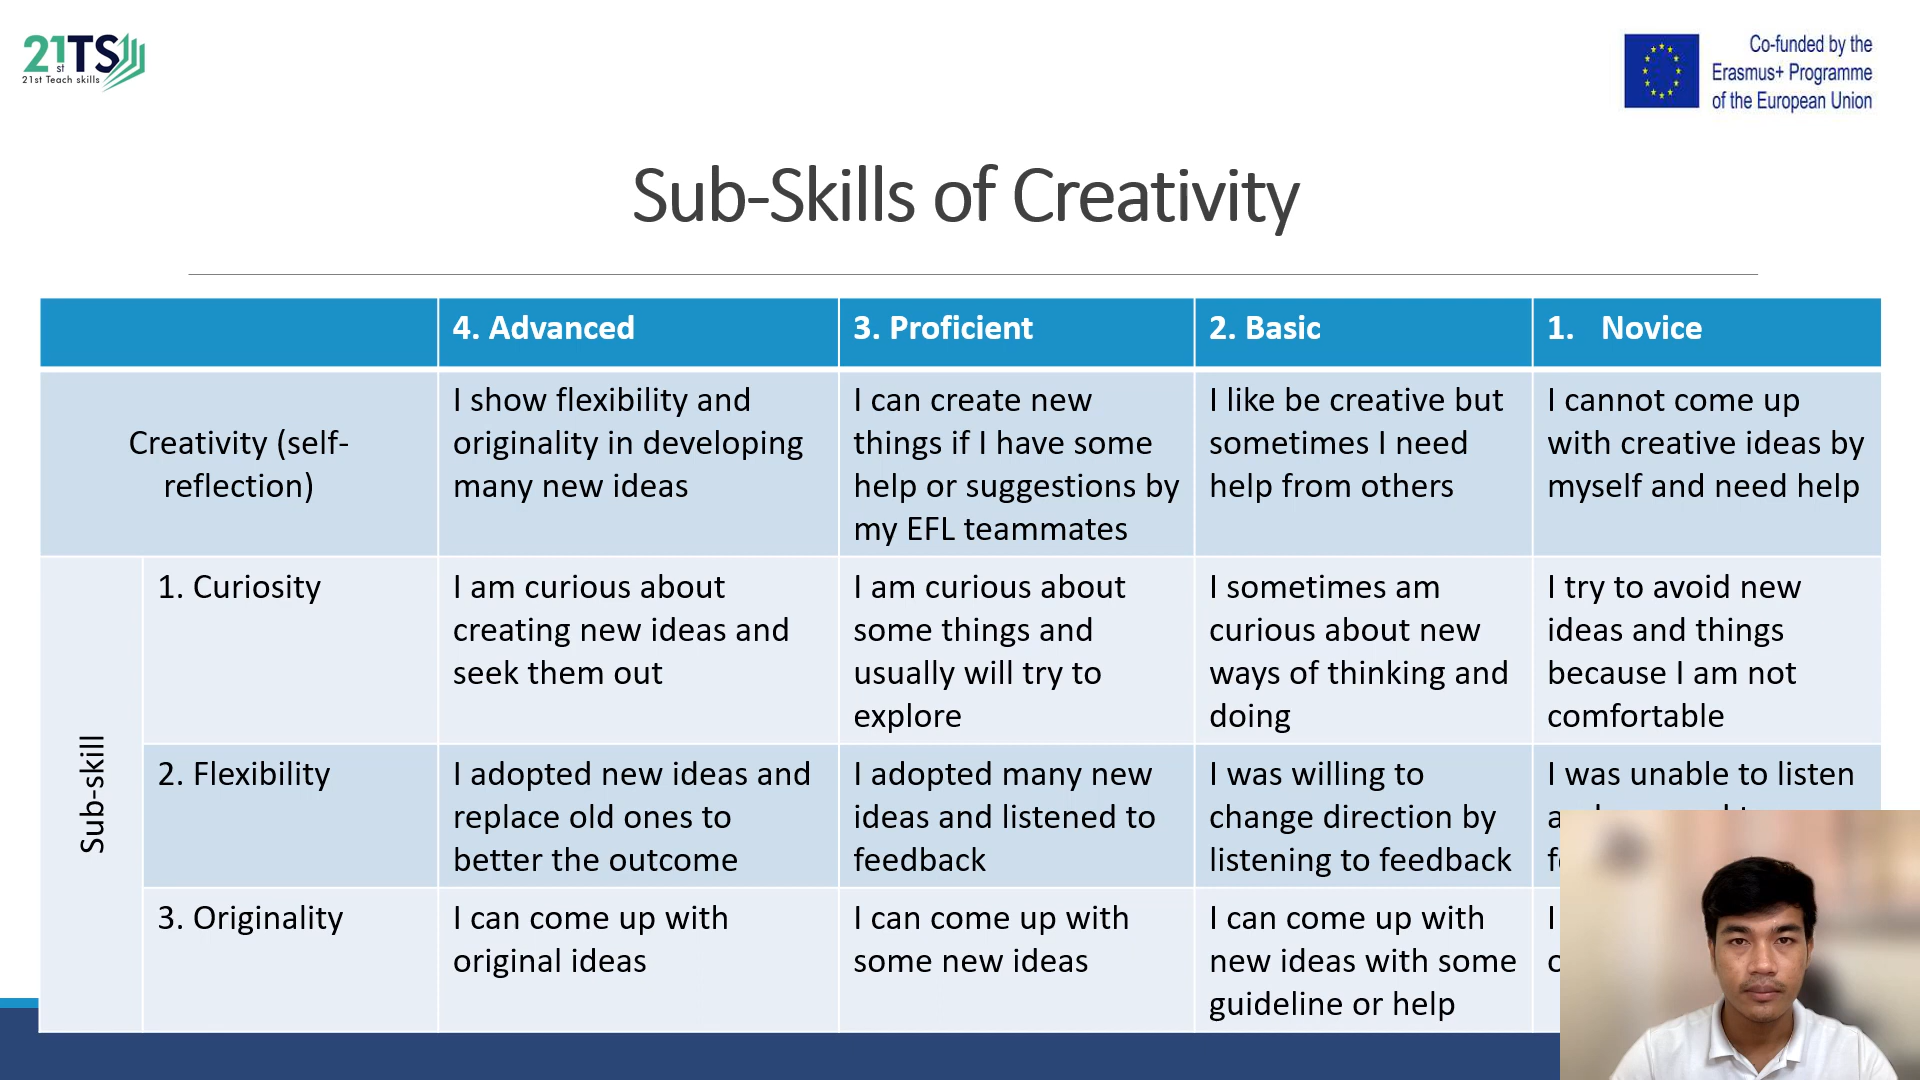 21st TS
21st Teach skills
Co-funded by the
Erasmus+ Programme
of the European Union
Sub-Skills of Creativity
4. Advanced
3. Proficient
2. Basic
1. Novice
Creativity (self-
reflection)
I show flexibility and
originality in developing
many new ideas
I can create new
things if I have some
help or suggestions by
my EFL teammates
I like be creative but
sometimes I need
help from others
I cannot come up
with creative ideas by
myself and need help
Sub-skill
1. Curiosity
I am curious about
creating new ideas and
seek them out
I am curious about
some things and
usually will try to
explore
I sometimes am
curious about new
ways of thinking and
doing
I try to avoid new
ideas and things
because I am not
comfortable
2. Flexibility
I adopted new ideas and
replace old ones to
better the outcome
I adopted many new
ideas and listened to
feedback
I was willing to
change direction by
listening to feedback
I was unable to listen
3. Originality
I can come up with
original ideas
I can come up with
some new ideas
I can come up with
new ideas with some
guideline or help
I